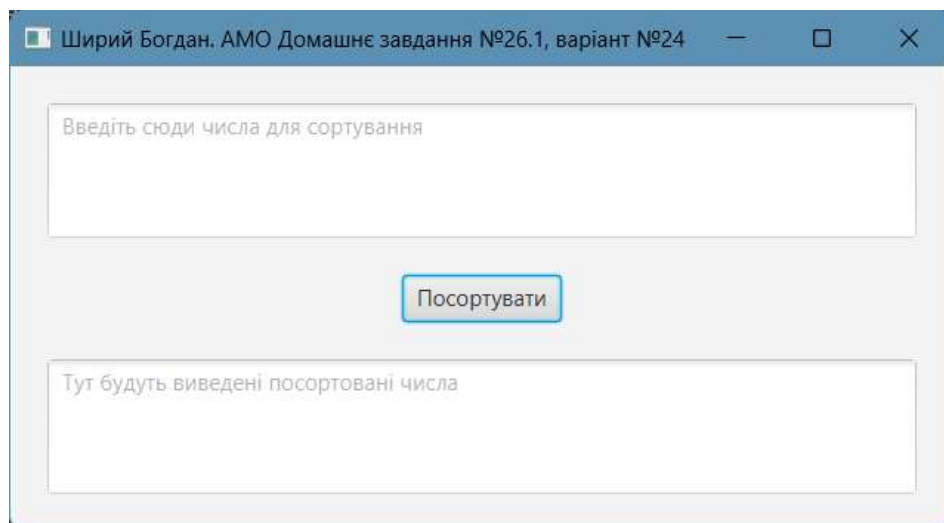 Ширий Богдан. АМО Домашнє завдання №26.1, варіант №24
Введіть сюди числа для сортування
Посортувати
Тут будуть виведені посортовані числа